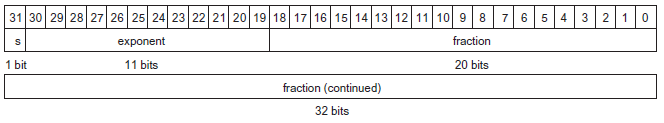 31 30 29 28 27 26 25 24 23 22 21 20 19 18 17 16 15 14 13 12 11 10 9 8 7 6 5 4 3 2 1 0
s exponent fraction
1 bit 11 bits 20 bits
fraction (continued)
32 bits